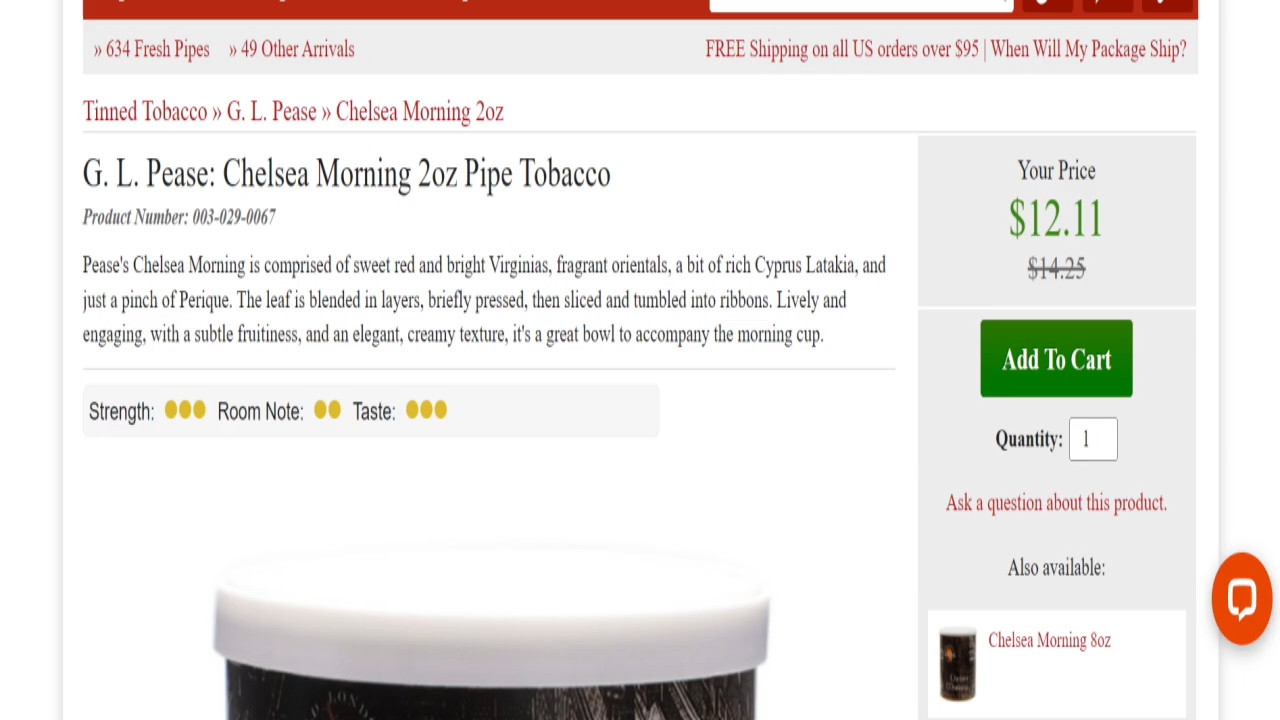 » 634 Fresh Pipes » 49 Other Arrivals FREE Shipping on all US orders over $95 | When Will My Package Ship?
Tinned Tobacco » G. L. Pease » Chelsea Morning 2oz
G. L. Pease: Chelsea Morning 2oz Pipe Tobacco
Product Number: 003-029-0067
Pease's Chelsea Morning is comprised of sweet red and bright Virginias, fragrant orientals, a bit of rich Cyprus Latakia, and
just a pinch of Perique. The leaf is blended in layers, briefly pressed, then sliced and tumbled into ribbons. Lively and
engaging, with a subtle fruitiness, and an elegant, creamy texture, it's a great bowl to accompany the morning cup.
Strength: Room Note: Taste:
Your Price
$12.11
$14.25
Add To Cart
Quantity: 1
Ask a question about this product.
Also available:
Chelsea Morning 8oz